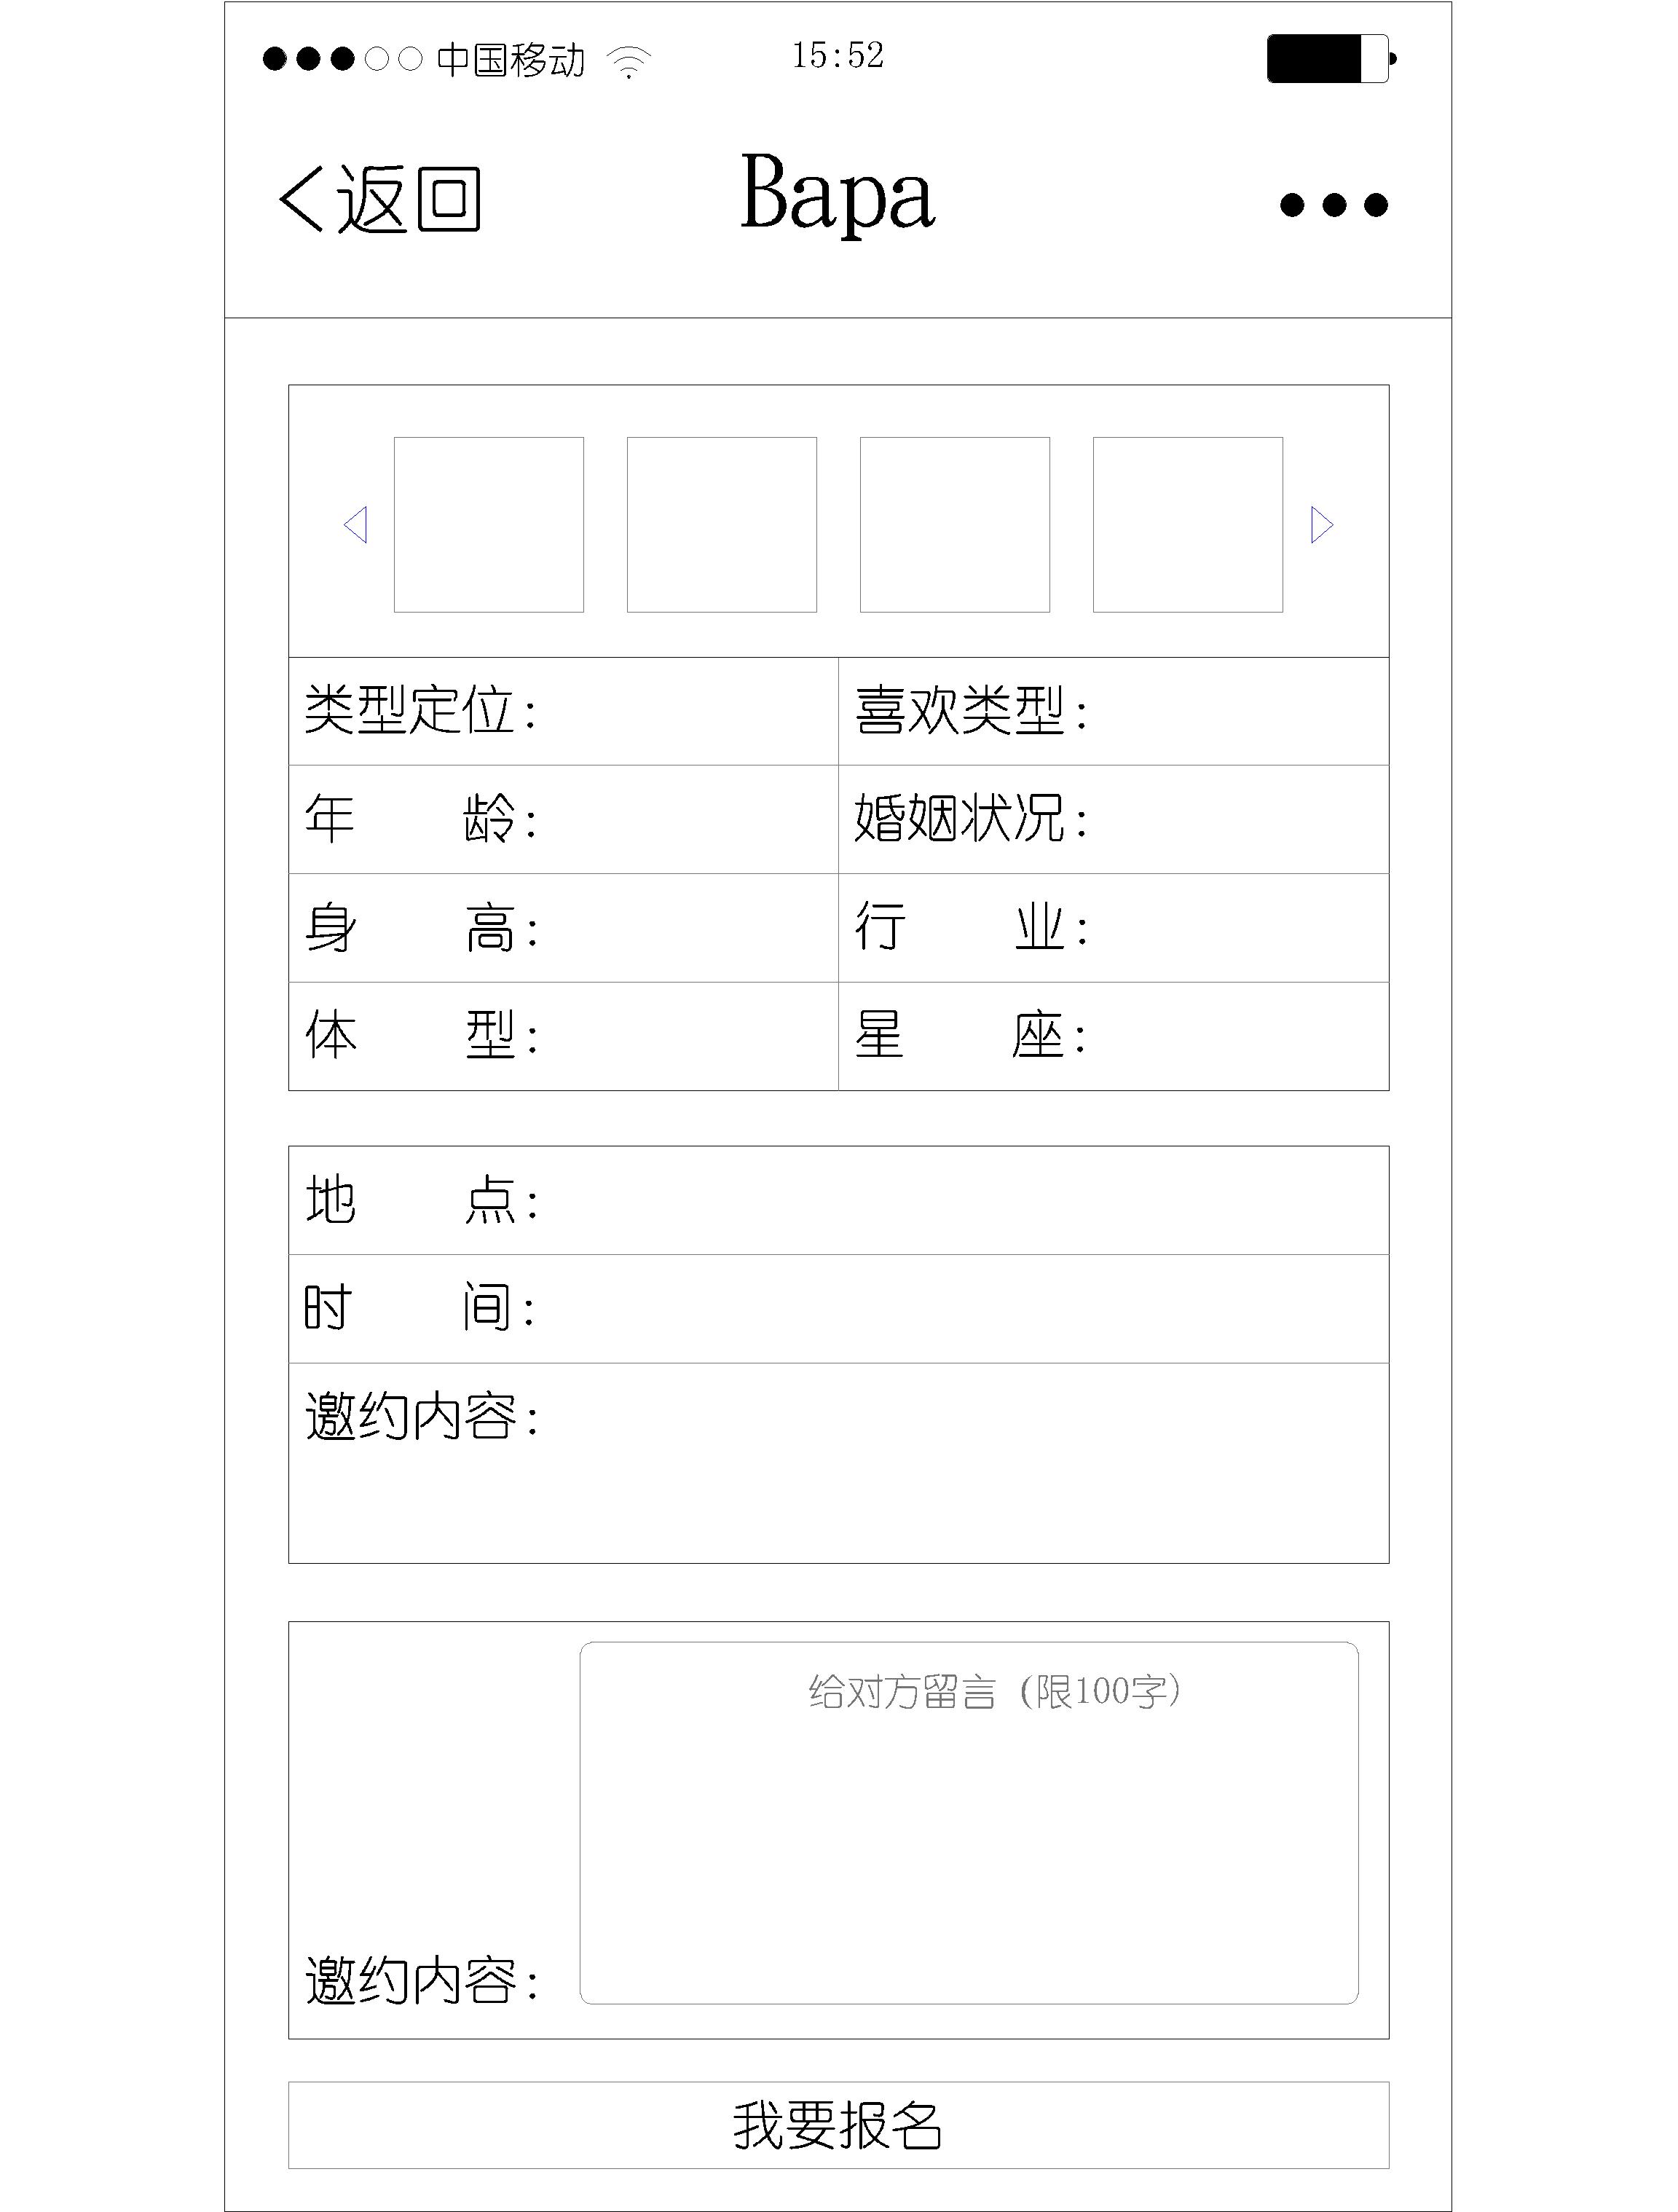 中国移动 15:52
返回 Bapa
类型定位: 喜欢类型:
年 龄: 婚姻状况:
身 高: 行 业:
体 型: 星 座:
地 点:
时 间:
邀约内容:
给对方留言 (限100字)
邀约内容:
我要报名